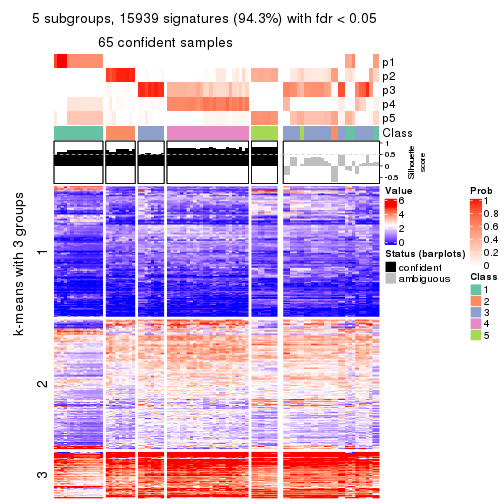 5 subgroups, 15939 signatures (94.3%) with fdr < 0.05
65 confident samples
p1
p2
p3
p4
p5
Class
1
0.5
0
-0.5
Silhouette
score
k-means with 3 groups
1
2
3
Value
6
4
2
0
Status (barplots)
confident
ambiguous
Prob
1
0.8
0.6
0.4
0.2
0
Class
1
2
3
4
5